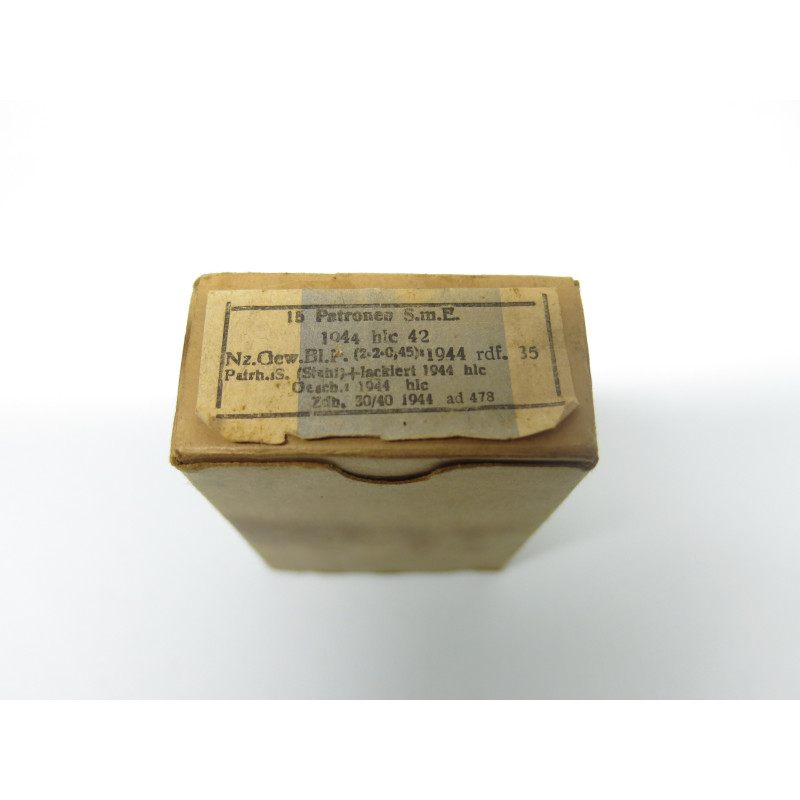 15 Patronen S.m.E.
1944 hlc 42
Nz.Gew.Bl.P. (2·2·0,45): 1944 rdf. 35
Patrh.:S. (Stahl)-|-lackiert 1944 hlc
Gesch.: 1944 hlc
Zdh. 30/40 1944 ad 478